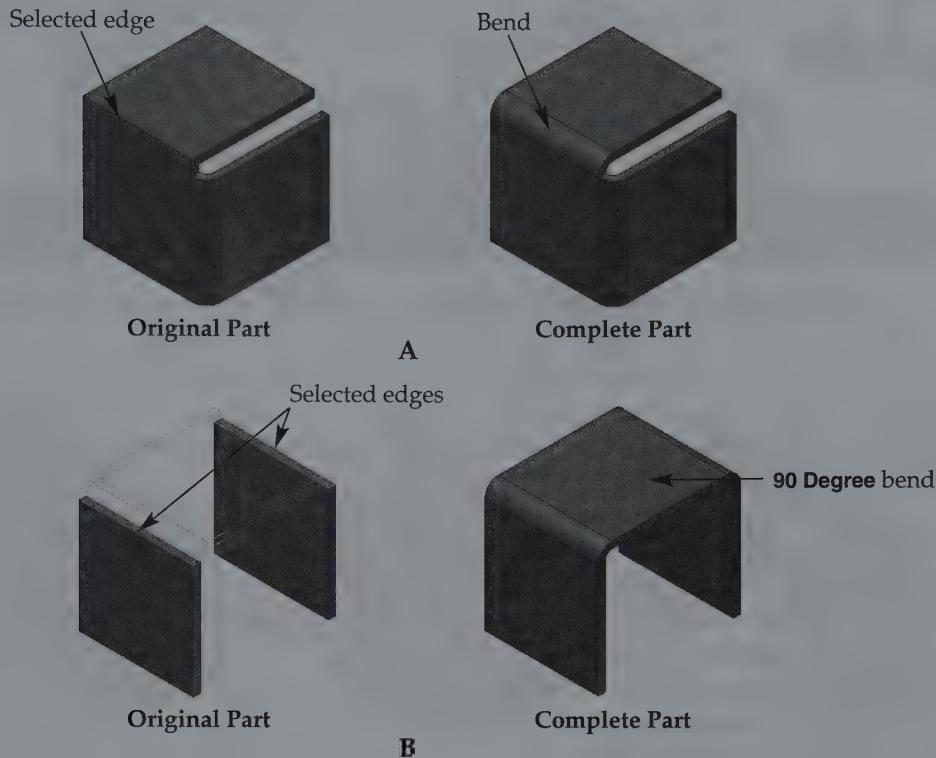 Selected edge
Bend
Original Part
Complete Part
A
Selected edges
90 Degree bend
Original Part
Complete Part
B